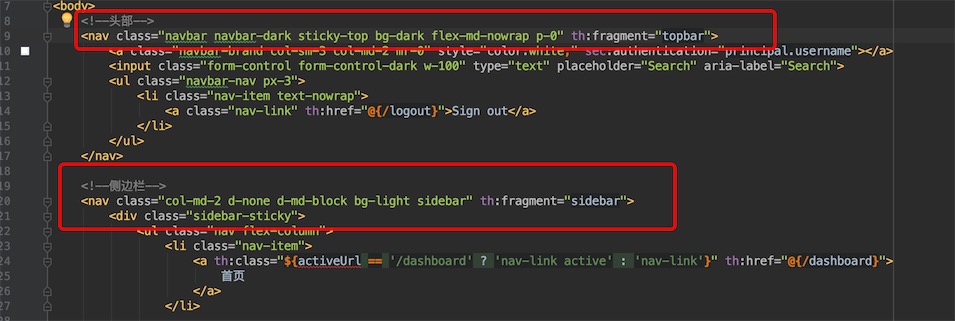 7 <body>
8 <!--头部-->
9 <nav class="navbar navbar-dark sticky-top bg-dark flex-md-nowrap p-0" th:fragment="topbar">
10 <a class="navbar-brand col-sm-3 col-md-2 mr-0" style="color:white;" sec:authentication="principal.username"></a>
11 <input class="form-control form-control-dark w-100" type="text" placeholder="Search" aria-label="Search">
12 <ul class="navbar-nav px-3">
13 <li class="nav-item text-nowrap">
14 <a class="nav-link" th:href="@{/logout}">Sign out</a>
15 </li>
16 </ul>
17 </nav>
18
19 <!--侧边栏-->
20 <nav class="col-md-2 d-none d-md-block bg-light sidebar" th:fragment="sidebar">
21 <div class="sidebar-sticky">
22 <ul class="nav flex-column">
23 <li class="nav-item">
24 <a th:class="${activeUrl == '/dashboard' ? 'nav-link active' : 'nav-link'}" th:href="@{/dashboard}">
25 首页
26 </a>
27 </li>